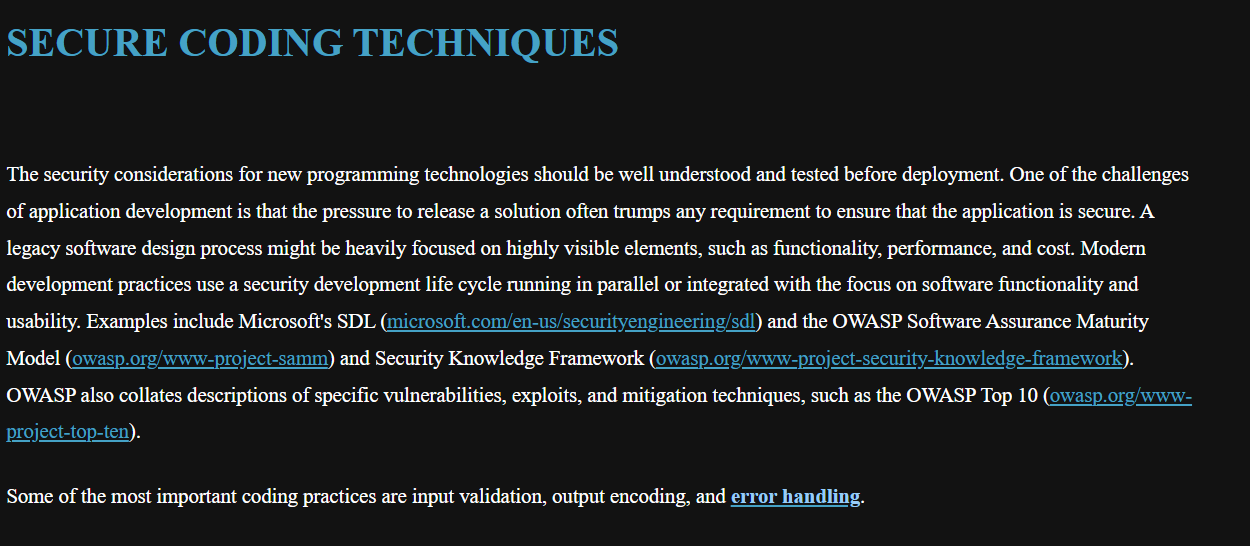 SECURE CODING TECHNIQUES
The security considerations for new programming technologies should be well understood and tested before deployment. One of the challenges
of application development is that the pressure to release a solution often trumps any requirement to ensure that the application is secure. A
legacy software design process might be heavily focused on highly visible elements, such as functionality, performance, and cost. Modern
development practices use a security development life cycle running in parallel or integrated with the focus on software functionality and
usability. Examples include Microsoft's SDL (microsoft.com/en-us/securityengineering/sdl) and the OWASP Software Assurance Maturity
Model (owasp.org/www-project-samm) and Security Knowledge Framework (owasp.org/www-project-security-knowledge-framework).
OWASP also collates descriptions of specific vulnerabilities, exploits, and mitigation techniques, such as the OWASP Top 10 (owasp.org/www-
project-top-ten).
Some of the most important coding practices are input validation, output encoding, and error handling.